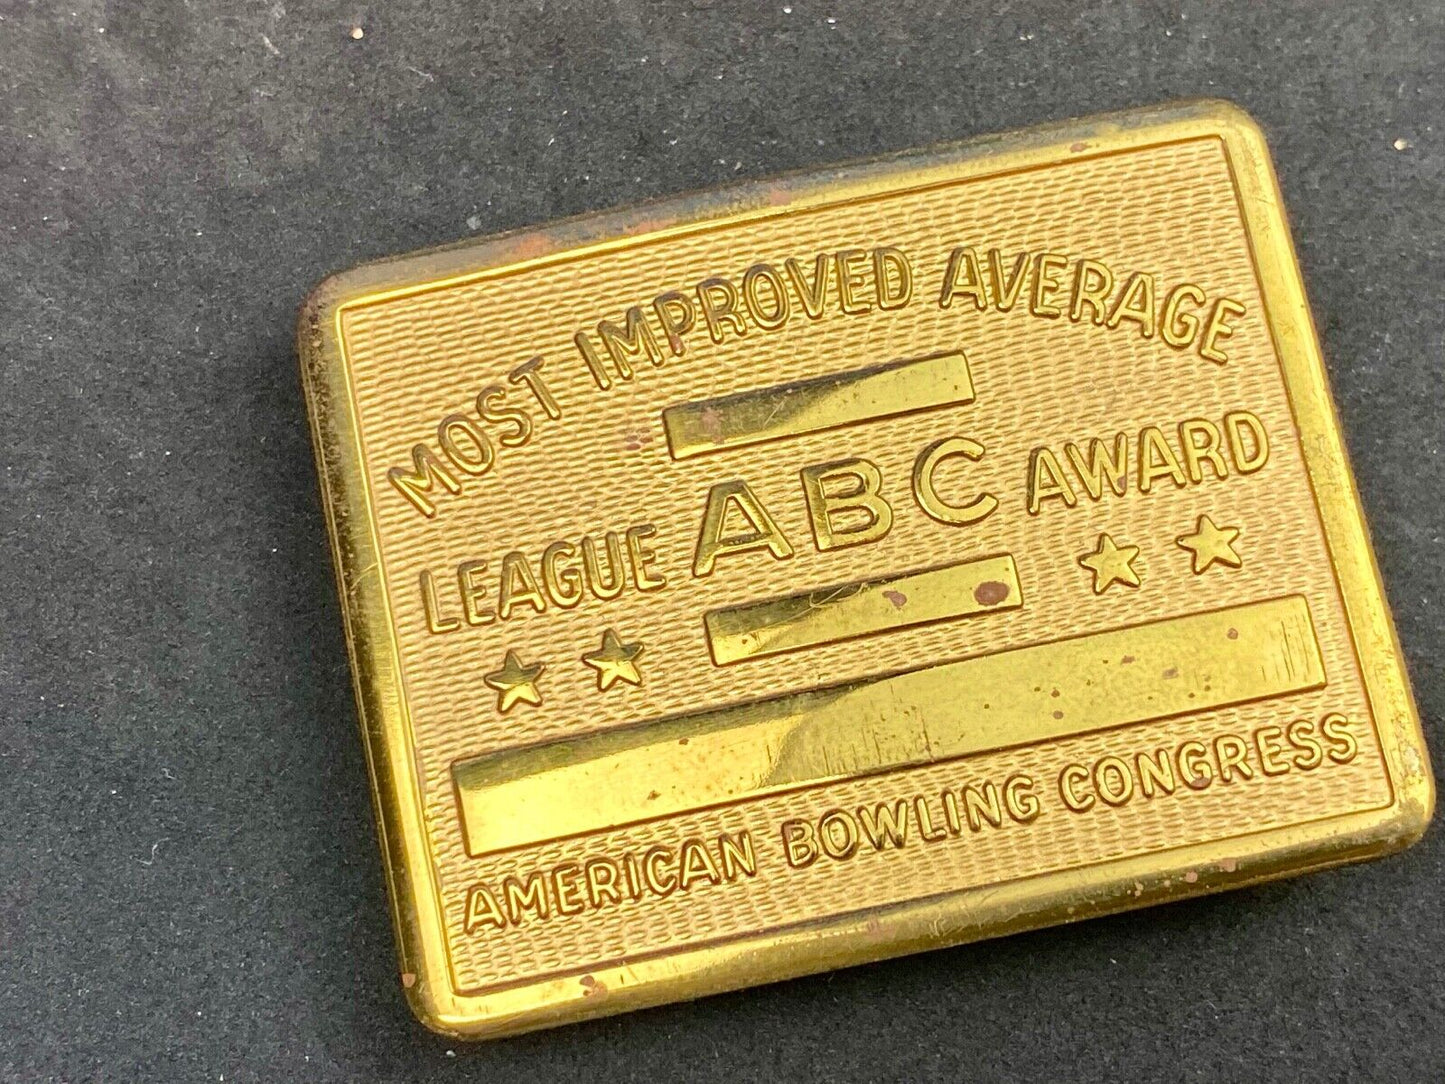 MOST IMPROVED AVERAGE
LEAGUE ABC AWARD
AMERICAN BOWLING CONGRESS